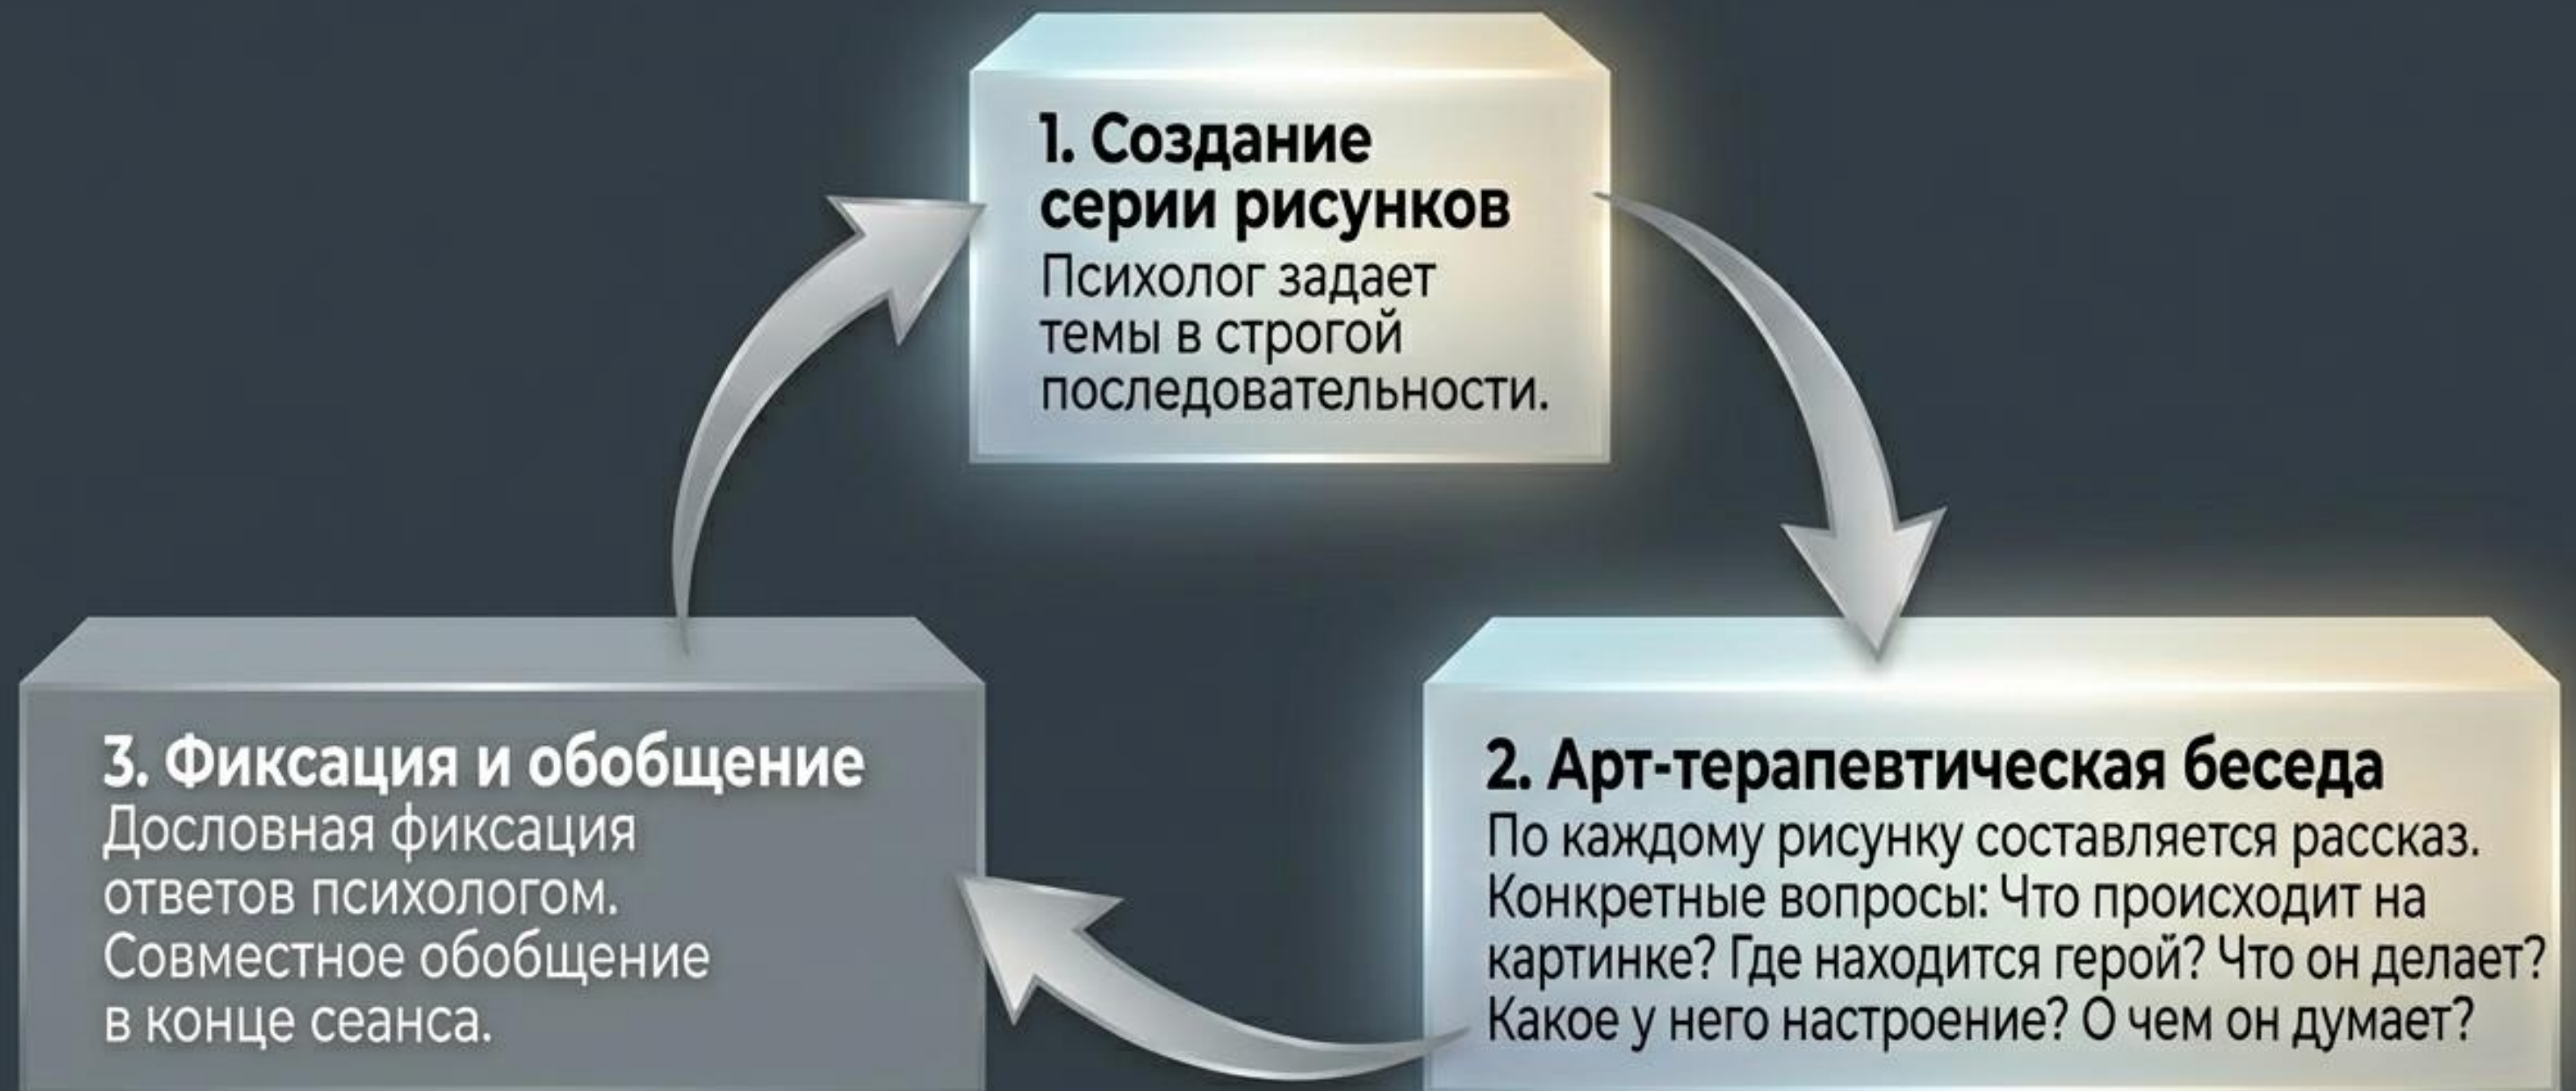 1. Создание
серии рисунков
Психолог задает
темы в строгой
последовательности.
2. Арт-терапевтическая беседа
По каждому рисунку составляется рассказ.
Конкретные вопросы: Что происходит на
картинке? Где находится герой? Что он делает?
Какое у него настроение? О чем он думает?
3. Фиксация и обобщение
Дословная фиксация
ответов психологом.
Совместное обобщение
в конце сеанса.